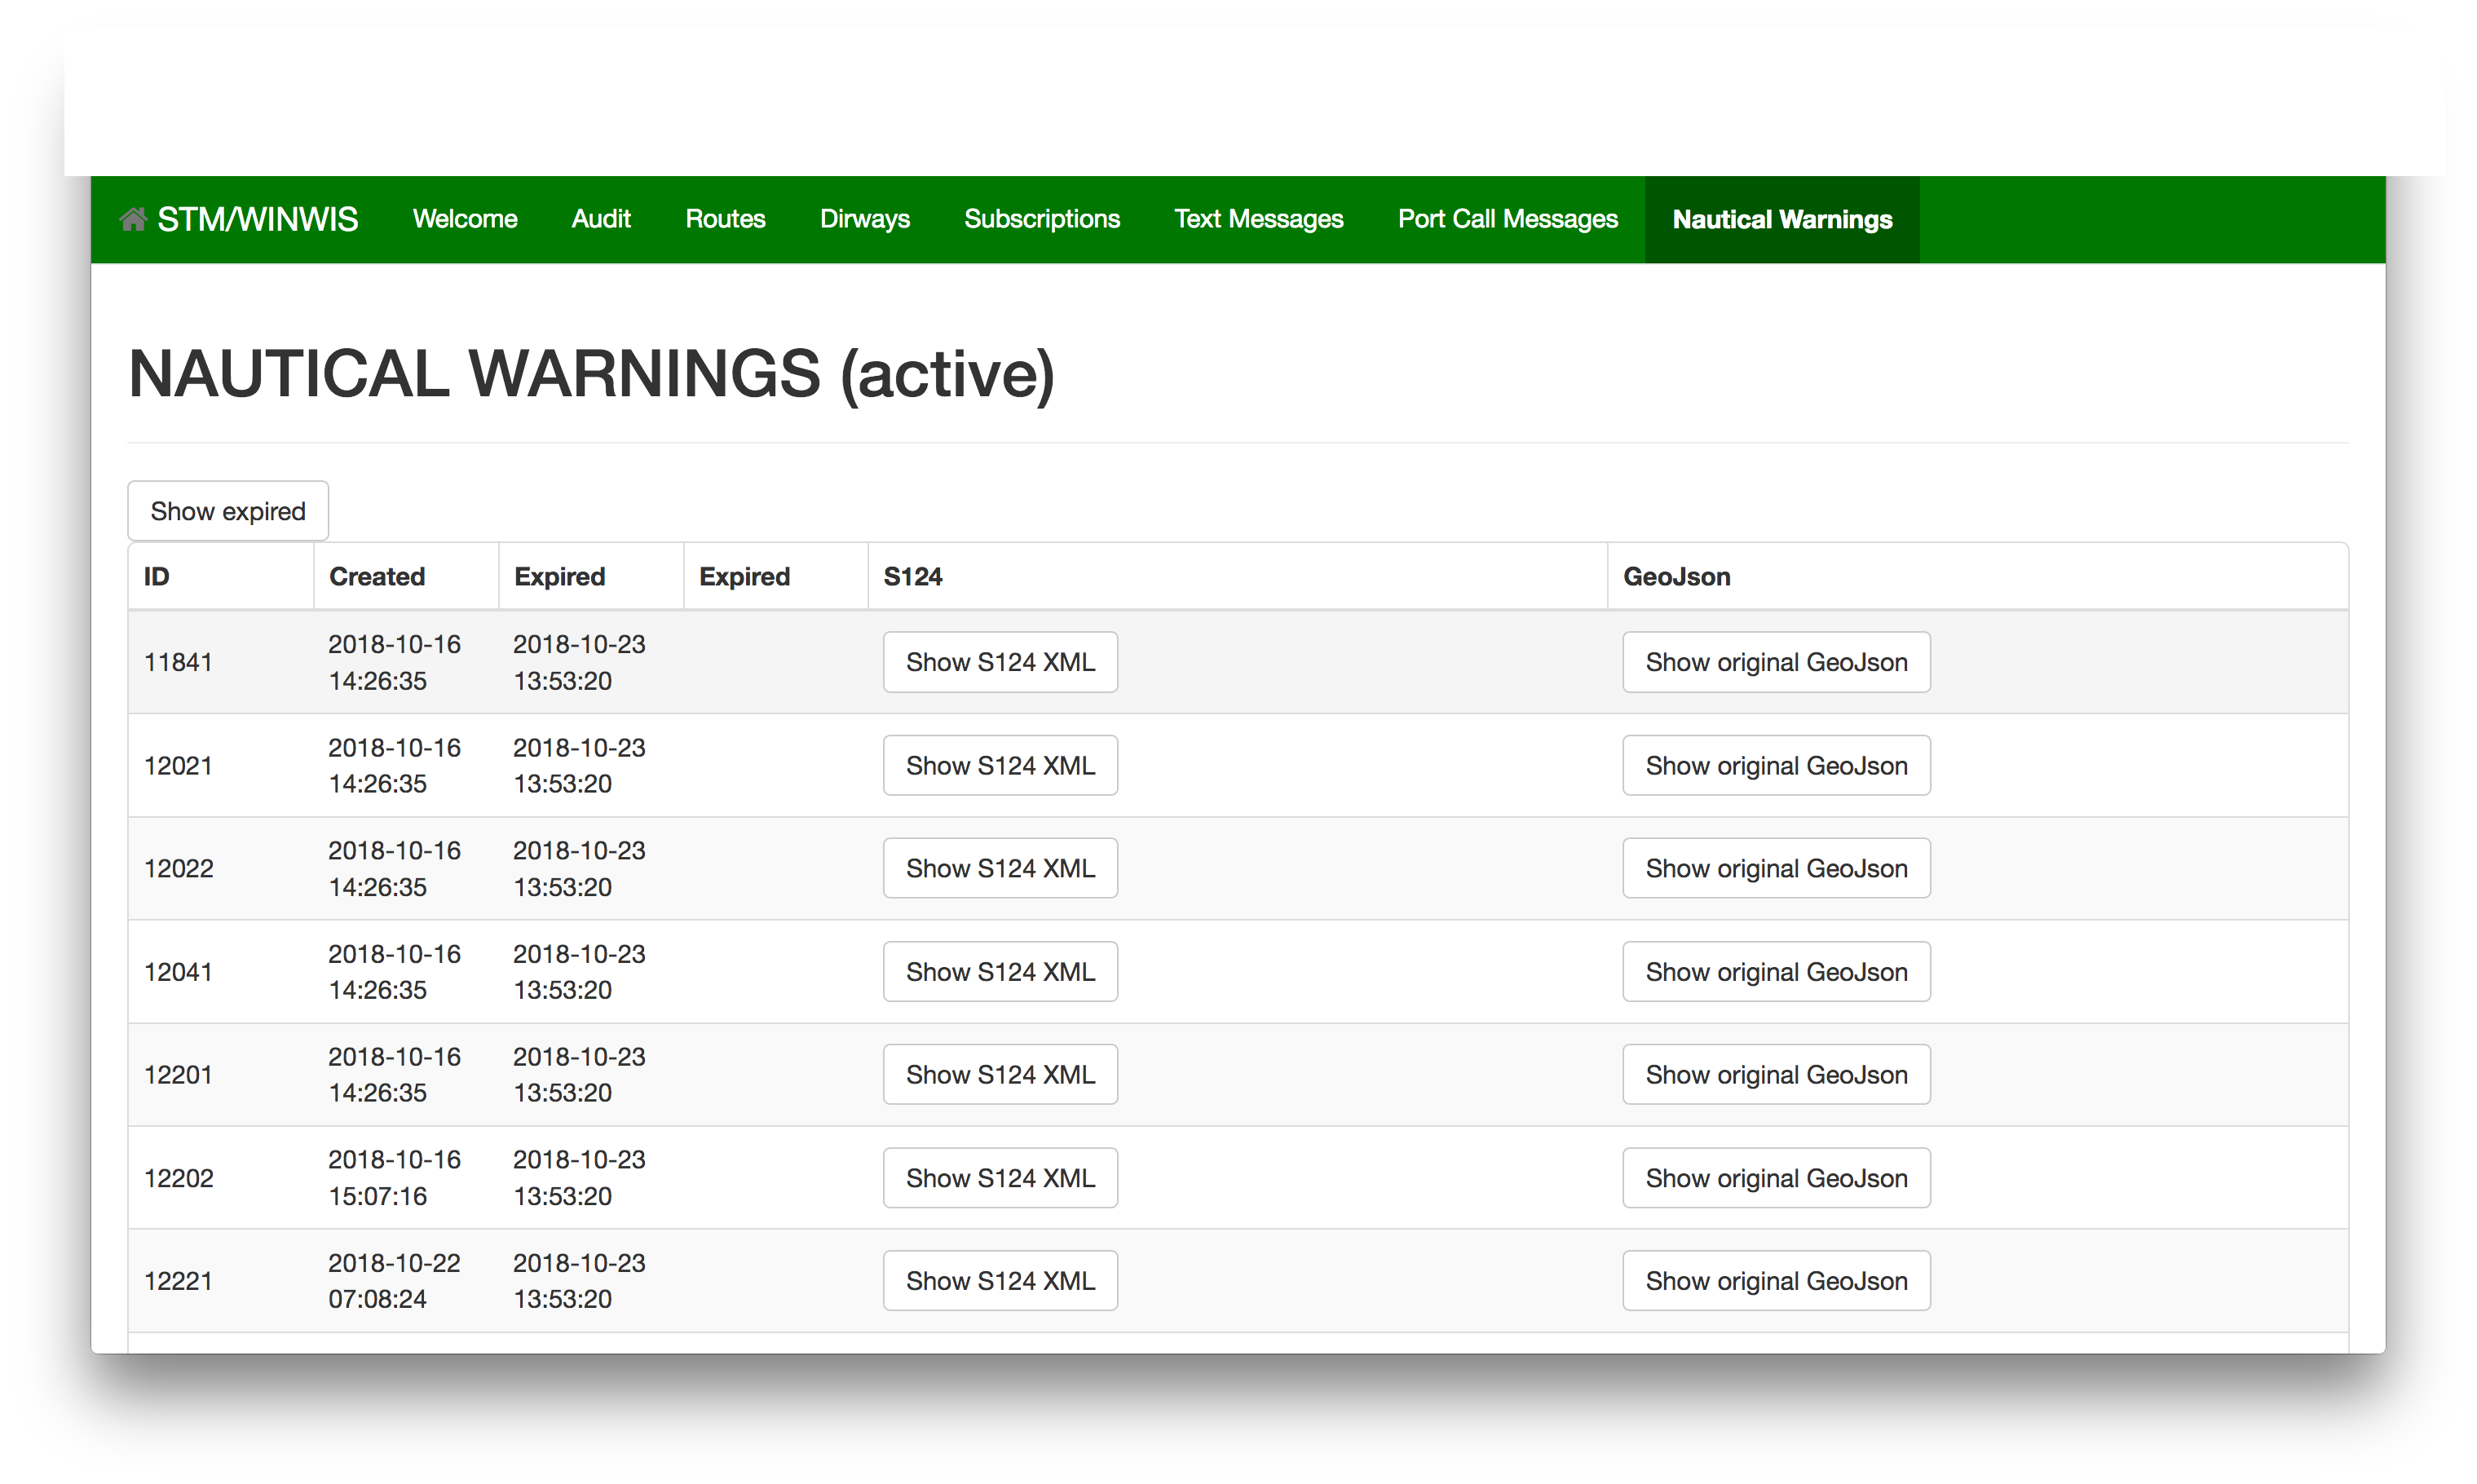 STM/WINWIS Welcome Audit Routes Dirways Subscriptions Text Messages Port Call Messages Nautical Warnings
NAUTICAL WARNINGS (active)
Show expired
ID Created Expired Expired S124 GeoJson
11841 2018-10-16 14:26:35 2018-10-23 13:53:20 Show S124 XML Show original GeoJson
12021 2018-10-16 14:26:35 2018-10-23 13:53:20 Show S124 XML Show original GeoJson
12022 2018-10-16 14:26:35 2018-10-23 13:53:20 Show S124 XML Show original GeoJson
12041 2018-10-16 14:26:35 2018-10-23 13:53:20 Show S124 XML Show original GeoJson
12201 2018-10-16 14:26:35 2018-10-23 13:53:20 Show S124 XML Show original GeoJson
12202 2018-10-16 15:07:16 2018-10-23 13:53:20 Show S124 XML Show original GeoJson
12221 2018-10-22 07:08:24 2018-10-23 13:53:20 Show S124 XML Show original GeoJson